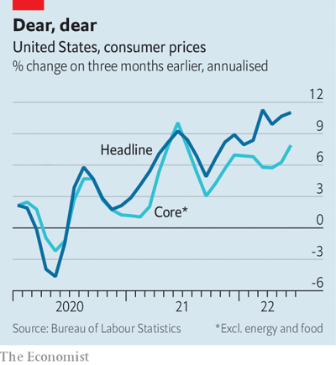 Dear, dear
United States, consumer prices
% change on three months earlier, annualised
12
9
6
3
0
-3
-6
Headline
Core*
2020
21
22
Source: Bureau of Labour Statistics
*Excl. energy and food
The Economist